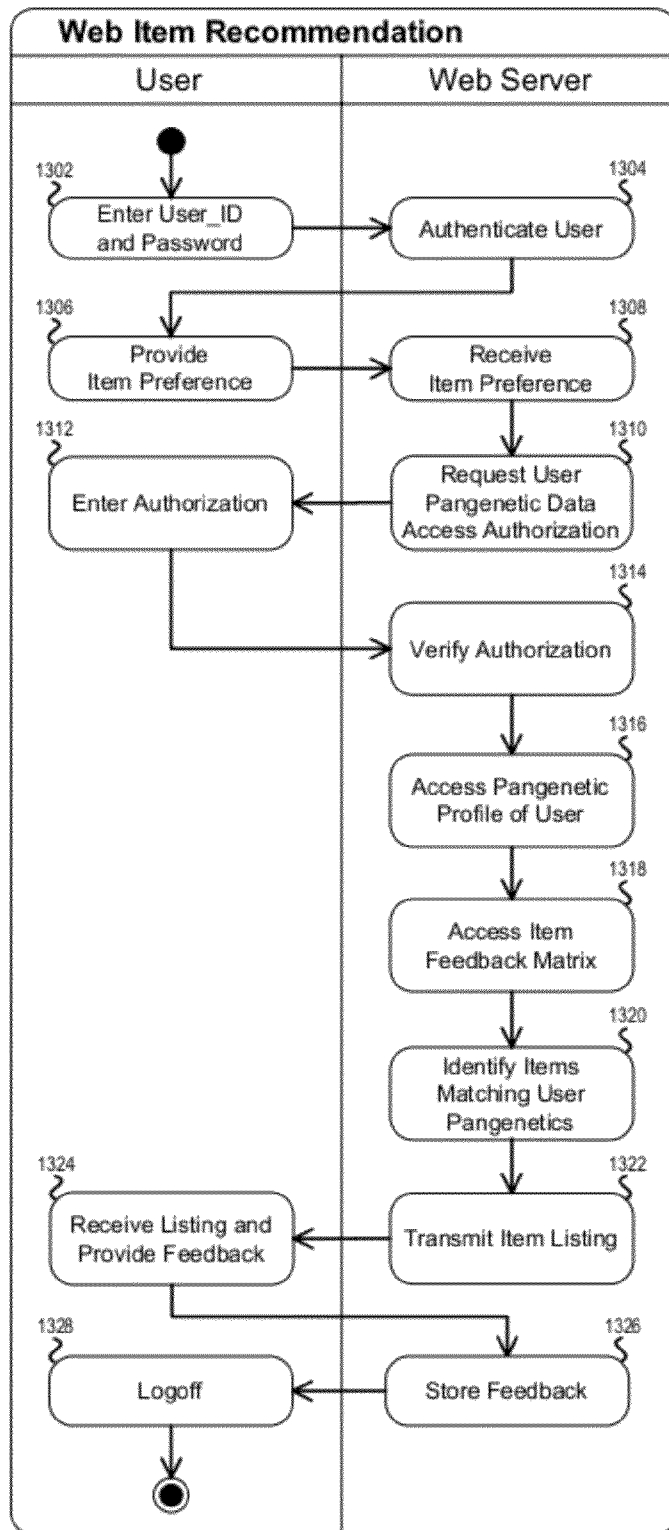 Web Item Recommendation
User
Web Server
1302
1304
Enter User_ID
and Password
Authenticate User
1306
1308
Provide
Item Preference
Receive
Item Preference
1312
1310
Enter Authorization
Request User
Pangenetic Data
Access Authorization
1314
Verify Authorization
1316
Access Pangenetic
Profile of User
1318
Access Item
Feedback Matrix
1320
Identify Items
Matching User
Pangenetics
1324
1322
Receive Listing and
Provide Feedback
Transmit Item Listing
1328
1326
Logoff
Store Feedback